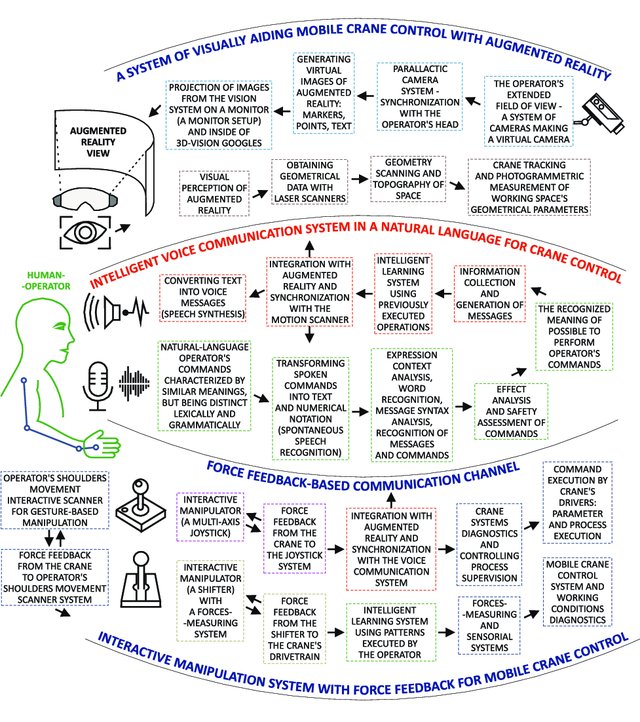 A SYSTEM OF VISUALLY AIDING MOBILE CRANE CONTROL WITH AUGMENTED REALITY
PROJECTION OF IMAGES
FROM THE VISION
SYSTEM ON A MONITOR
(A MONITOR SETUP)
AND INSIDE OF
3D-VISION GOOGLES
GENERATING
VIRTUAL
IMAGES OF
AUGMENTED
REALITY:
MARKERS,
POINTS, TEXT
PARALLACTIC
CAMERA
SYSTEM -
SYNCHRONIZATION
WITH THE
OPERATOR'S HEAD
THE OPERATOR'S
EXTENDED
FIELD OF VIEW -
A SYSTEM OF
CAMERAS MAKING
A VIRTUAL CAMERA
AUGMENTED
REALITY
VIEW
VISUAL
PERCEPTION OF
AUGMENTED
REALITY
OBTAINING
GEOMETRICAL
DATA WITH
LASER SCANNERS
GEOMETRY
SCANNING AND
TOPOGRAPHY OF
SPACE
CRANE TRACKING
AND PHOTOGRAMMETRIC
MEASUREMENT OF
WORKING SPACE'S
GEOMETRICAL PARAMETERS
INTELLIGENT VOICE COMMUNICATION SYSTEM IN A NATURAL LANGUAGE FOR CRANE CONTROL
HUMAN-
-OPERATOR
CONVERTING TEXT
INTO VOICE
MESSAGES
(SPEECH SYNTHESIS)
INTEGRATION WITH
AUGMENTED
REALITY AND
SYNCHRONIZATION
WITH THE
MOTION SCANNER
INTELLIGENT
LEARNING
SYSTEM
USING
PREVIOUSLY
EXECUTED
OPERATIONS
INFORMATION
COLLECTION
AND
GENERATION OF
MESSAGES
THE RECOGNIZED
MEANING OF
POSSIBLE TO
PERFORM
OPERATOR'S
COMMANDS
NATURAL-LANGUAGE
OPERATOR'S
COMMANDS
CHARACTERIZED BY
SIMILAR MEANINGS,
BUT BEING DISTINCT
LEXICALLY AND
GRAMMATICALLY
TRANSFORMING
SPOKEN
COMMANDS
INTO TEXT
AND NUMERICAL
NOTATION
(SPONTANEOUS
SPEECH
RECOGNITION)
EXPRESSION
CONTEXT
ANALYSIS,
WORD
RECOGNITION,
MESSAGE SYNTAX
ANALYSIS,
RECOGNITION OF
MESSAGES
AND COMMANDS
EFFECT
ANALYSIS
AND SAFETY
ASSESSMENT OF
COMMANDS
FORCE FEEDBACK-BASED COMMUNICATION CHANNEL
OPERATOR'S SHOULDERS
MOVEMENT
INTERACTIVE SCANNER
FOR GESTURE-BASED
MANIPULATION
FORCE FEEDBACK
FROM THE CRANE
TO OPERATOR'S
SHOULDERS MOVEMENT
SCANNER SYSTEM
INTERACTIVE
MANIPULATOR
(A MULTI-AXIS
JOYSTICK)
FORCE
FEEDBACK
FROM THE
CRANE TO
THE JOYSTICK
SYSTEM
INTEGRATION WITH
AUGMENTED
REALITY AND
SYNCHRONIZATION
WITH THE VOICE
COMMUNICATION
SYSTEM
CRANE
SYSTEMS
DIAGNOSTICS
AND
CONTROLLING
PROCESS
SUPERVISION
COMMAND
EXECUTION BY
CRANE'S
DRIVERS:
PARAMETER
AND PROCESS
EXECUTION
INTERACTIVE
MANIPULATOR
(A SHIFTER)
WITH
A FORCES-
-MEASURING
SYSTEM
FORCE
FEEDBACK
FROM
THE SHIFTER
TO THE CRANE'S
DRIVETRAIN
INTELLIGENT
LEARNING SYSTEM
USING PATTERNS
EXECUTED BY
THE OPERATOR
FORCES-
-MEASURING
AND
SENSORIAL
SYSTEMS
MOBILE CRANE
CONTROL
SYSTEM AND
WORKING
CONDITIONS
DIAGNOSTICS
INTERACTIVE MANIPULATION SYSTEM WITH FORCE FEEDBACK FOR MOBILE CRANE CONTROL